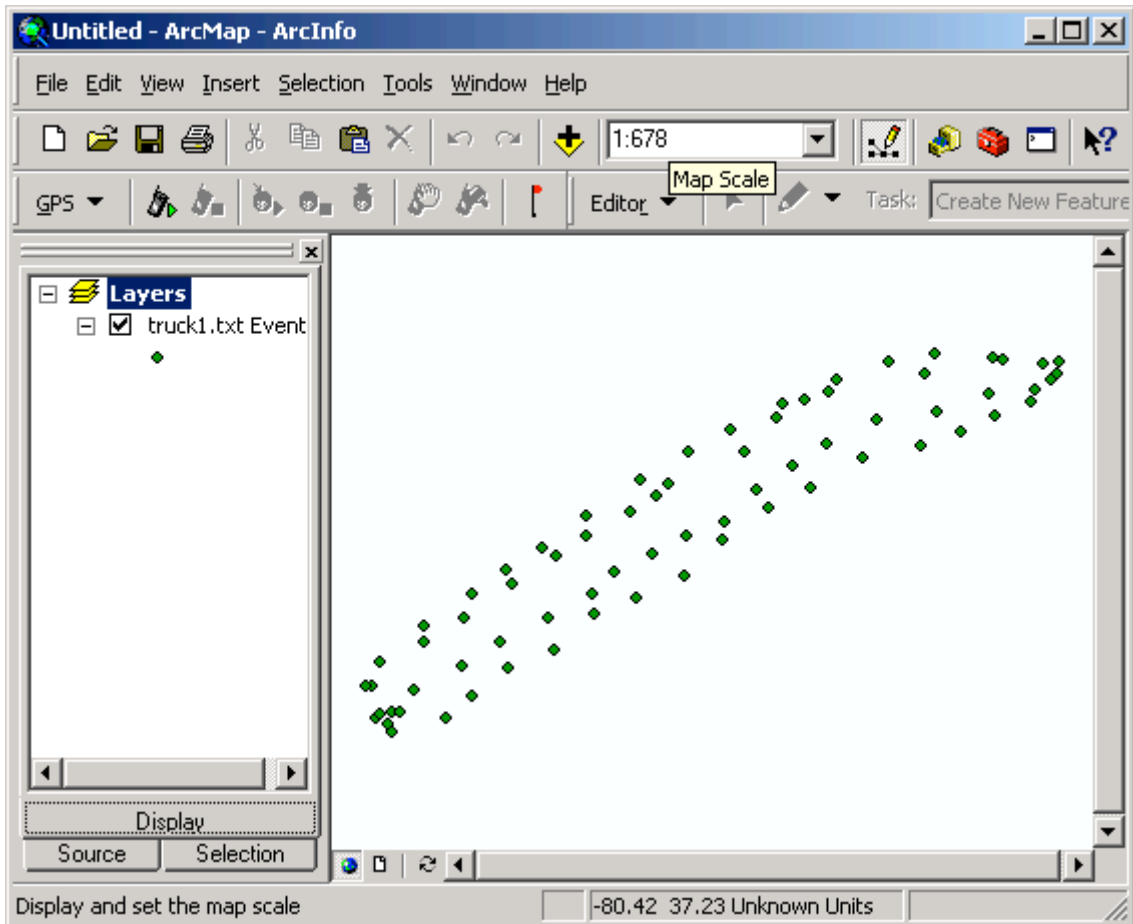 Untitled - ArcMap - ArcInfo
File Edit View Insert Selection Tools Window Help
1:678
Map Scale
GPS Editor Task: Create New Feature
Layers
truck1.txt Event
Display
Source Selection
Display and set the map scale -80.42 37.23 Unknown Units